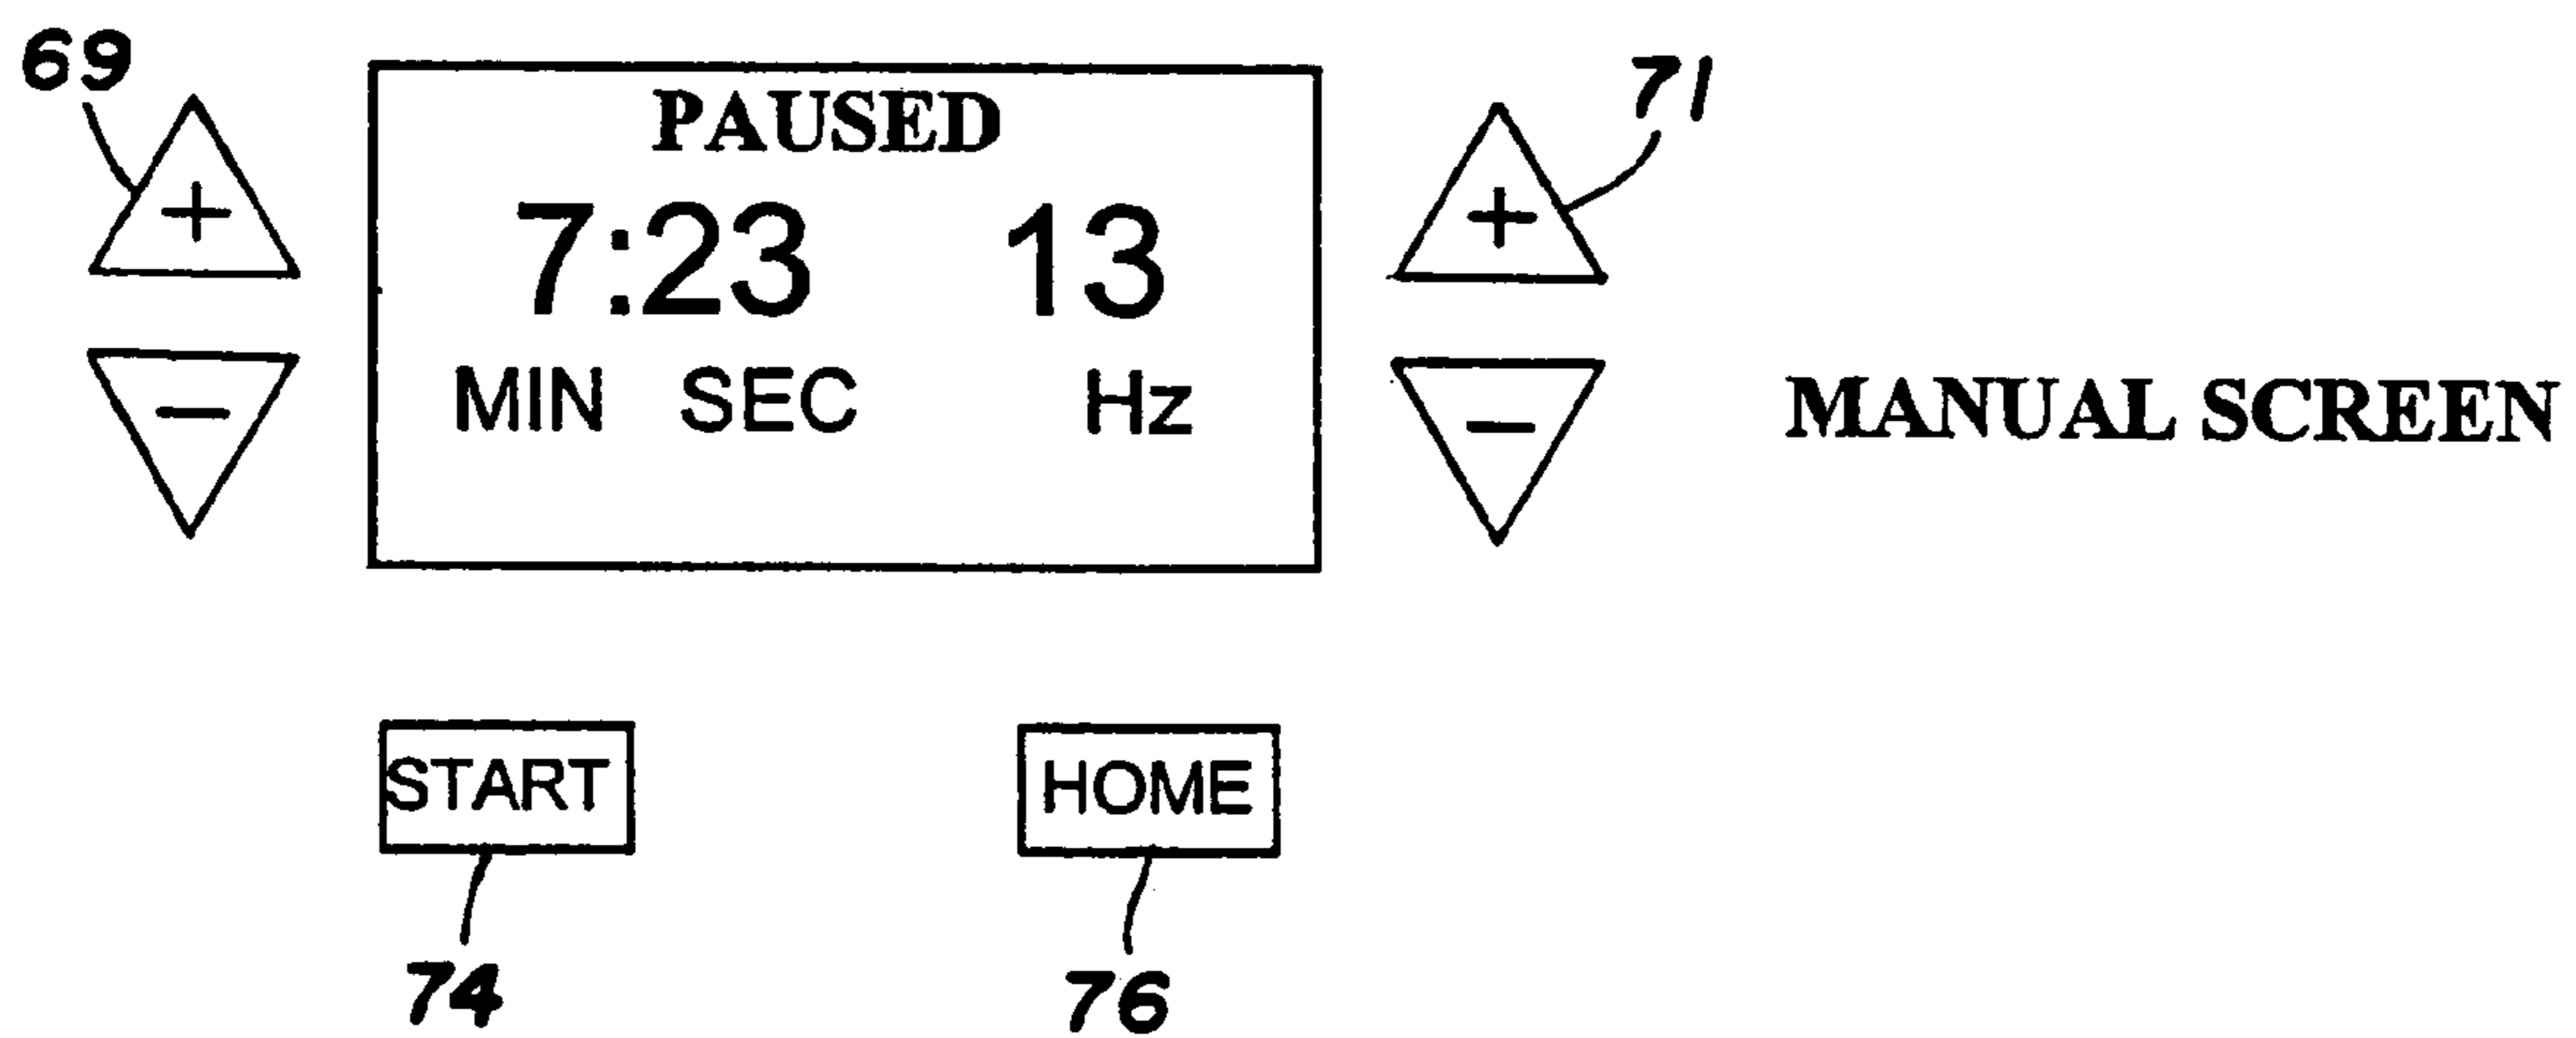 69
71
PAUSED
+ 7:23 13 +
MIN SEC Hz
− −
MANUAL SCREEN
START HOME
74 76